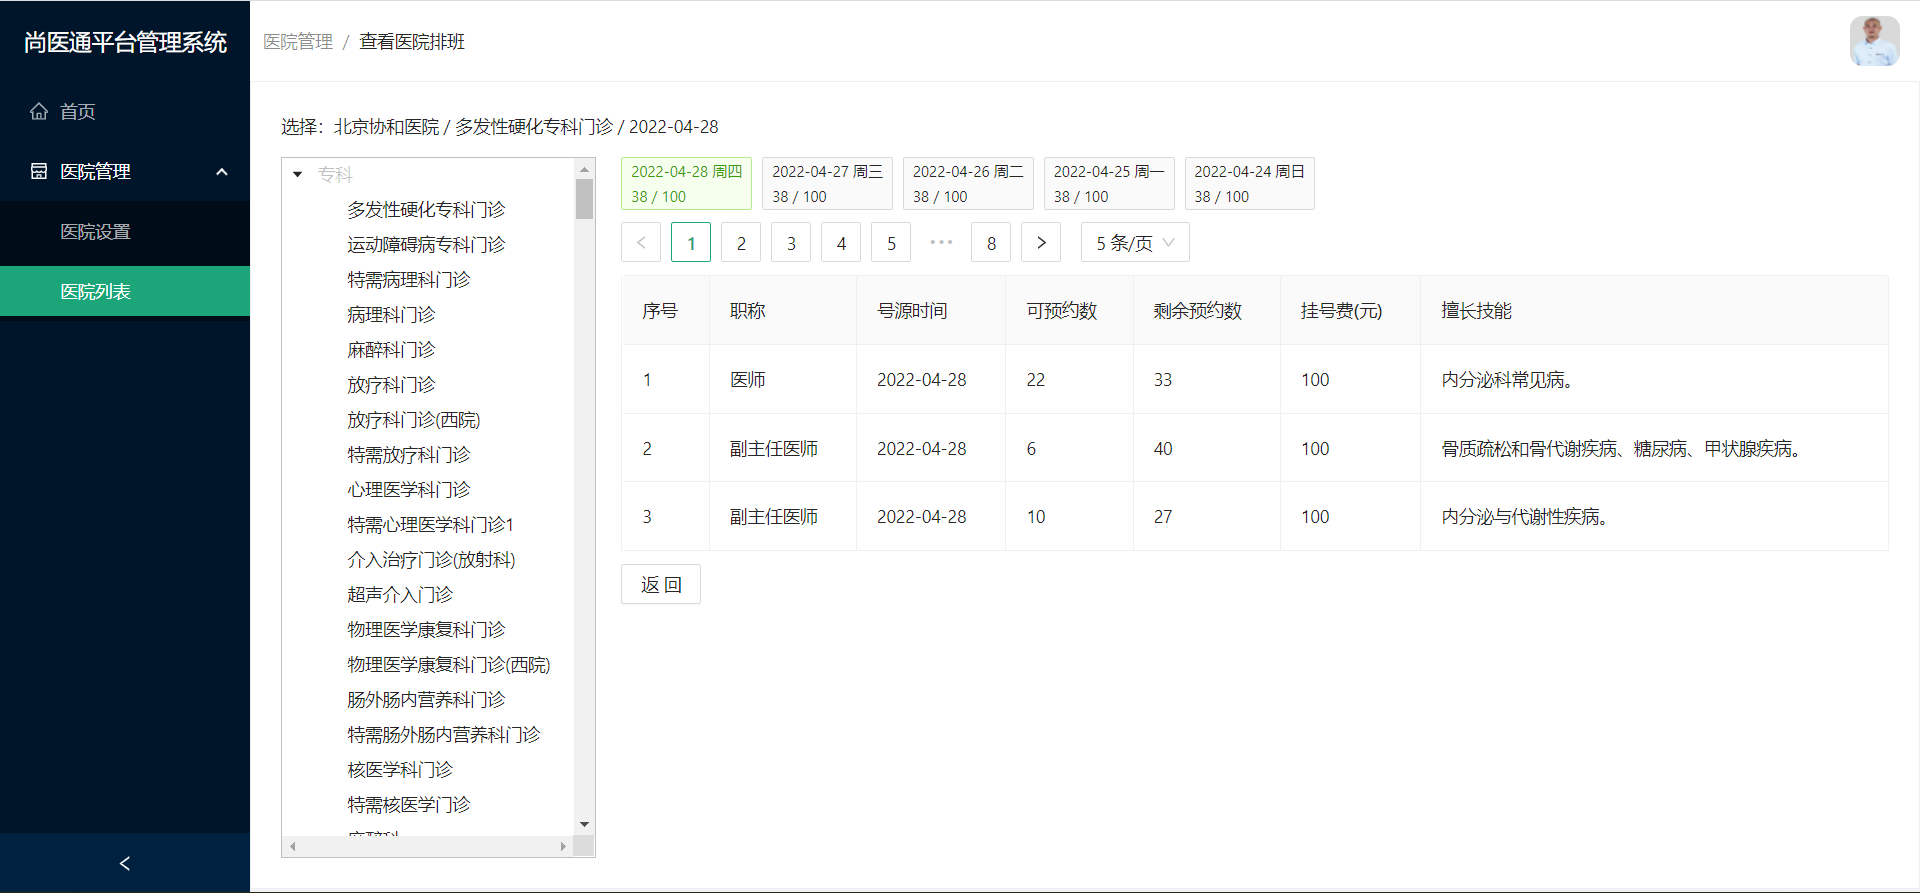 尚医通平台管理系统
首页
医院管理
医院设置
医院列表
医院管理 / 查看医院排班
选择：北京协和医院 / 多发性硬化专科门诊 / 2022-04-28
专科
多发性硬化专科门诊
运动障碍病专科门诊
特需病理科门诊
病理科门诊
麻醉科门诊
放疗科门诊
放疗科门诊(西院)
特需放疗科门诊
心理医学科门诊
特需心理医学科门诊1
介入治疗门诊(放射科)
超声介入门诊
物理医学康复科门诊
物理医学康复科门诊(西院)
肠外肠内营养科门诊
特需肠外肠内营养科门诊
核医学科门诊
特需核医学门诊
2022-04-28 周四
38 / 100
2022-04-27 周三
38 / 100
2022-04-26 周二
38 / 100
2022-04-25 周一
38 / 100
2022-04-24 周日
38 / 100
< 1 2 3 4 5 ••• 8 > 5 条/页
序号 职称 号源时间 可预约数 剩余预约数 挂号费(元) 擅长技能
1 医师 2022-04-28 22 33 100 内分泌科常见病。
2 副主任医师 2022-04-28 6 40 100 骨质疏松和骨代谢疾病、糖尿病、甲状腺疾病。
3 副主任医师 2022-04-28 10 27 100 内分泌与代谢性疾病。
返 回